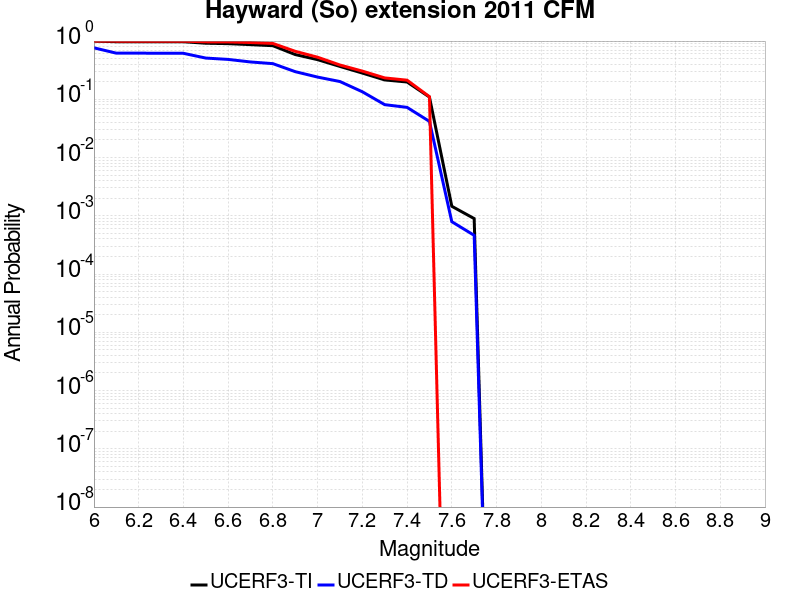 Hayward (So) extension 2011 CFM
10^0
10^-1
10^-2
10^-3
10^-4
10^-5
10^-6
10^-7
10^-8
Annual Probability
6 6.2 6.4 6.6 6.8 7 7.2 7.4 7.6 7.8 8 8.2 8.4 8.6 8.8 9
Magnitude
UCERF3-TI UCERF3-TD UCERF3-ETAS